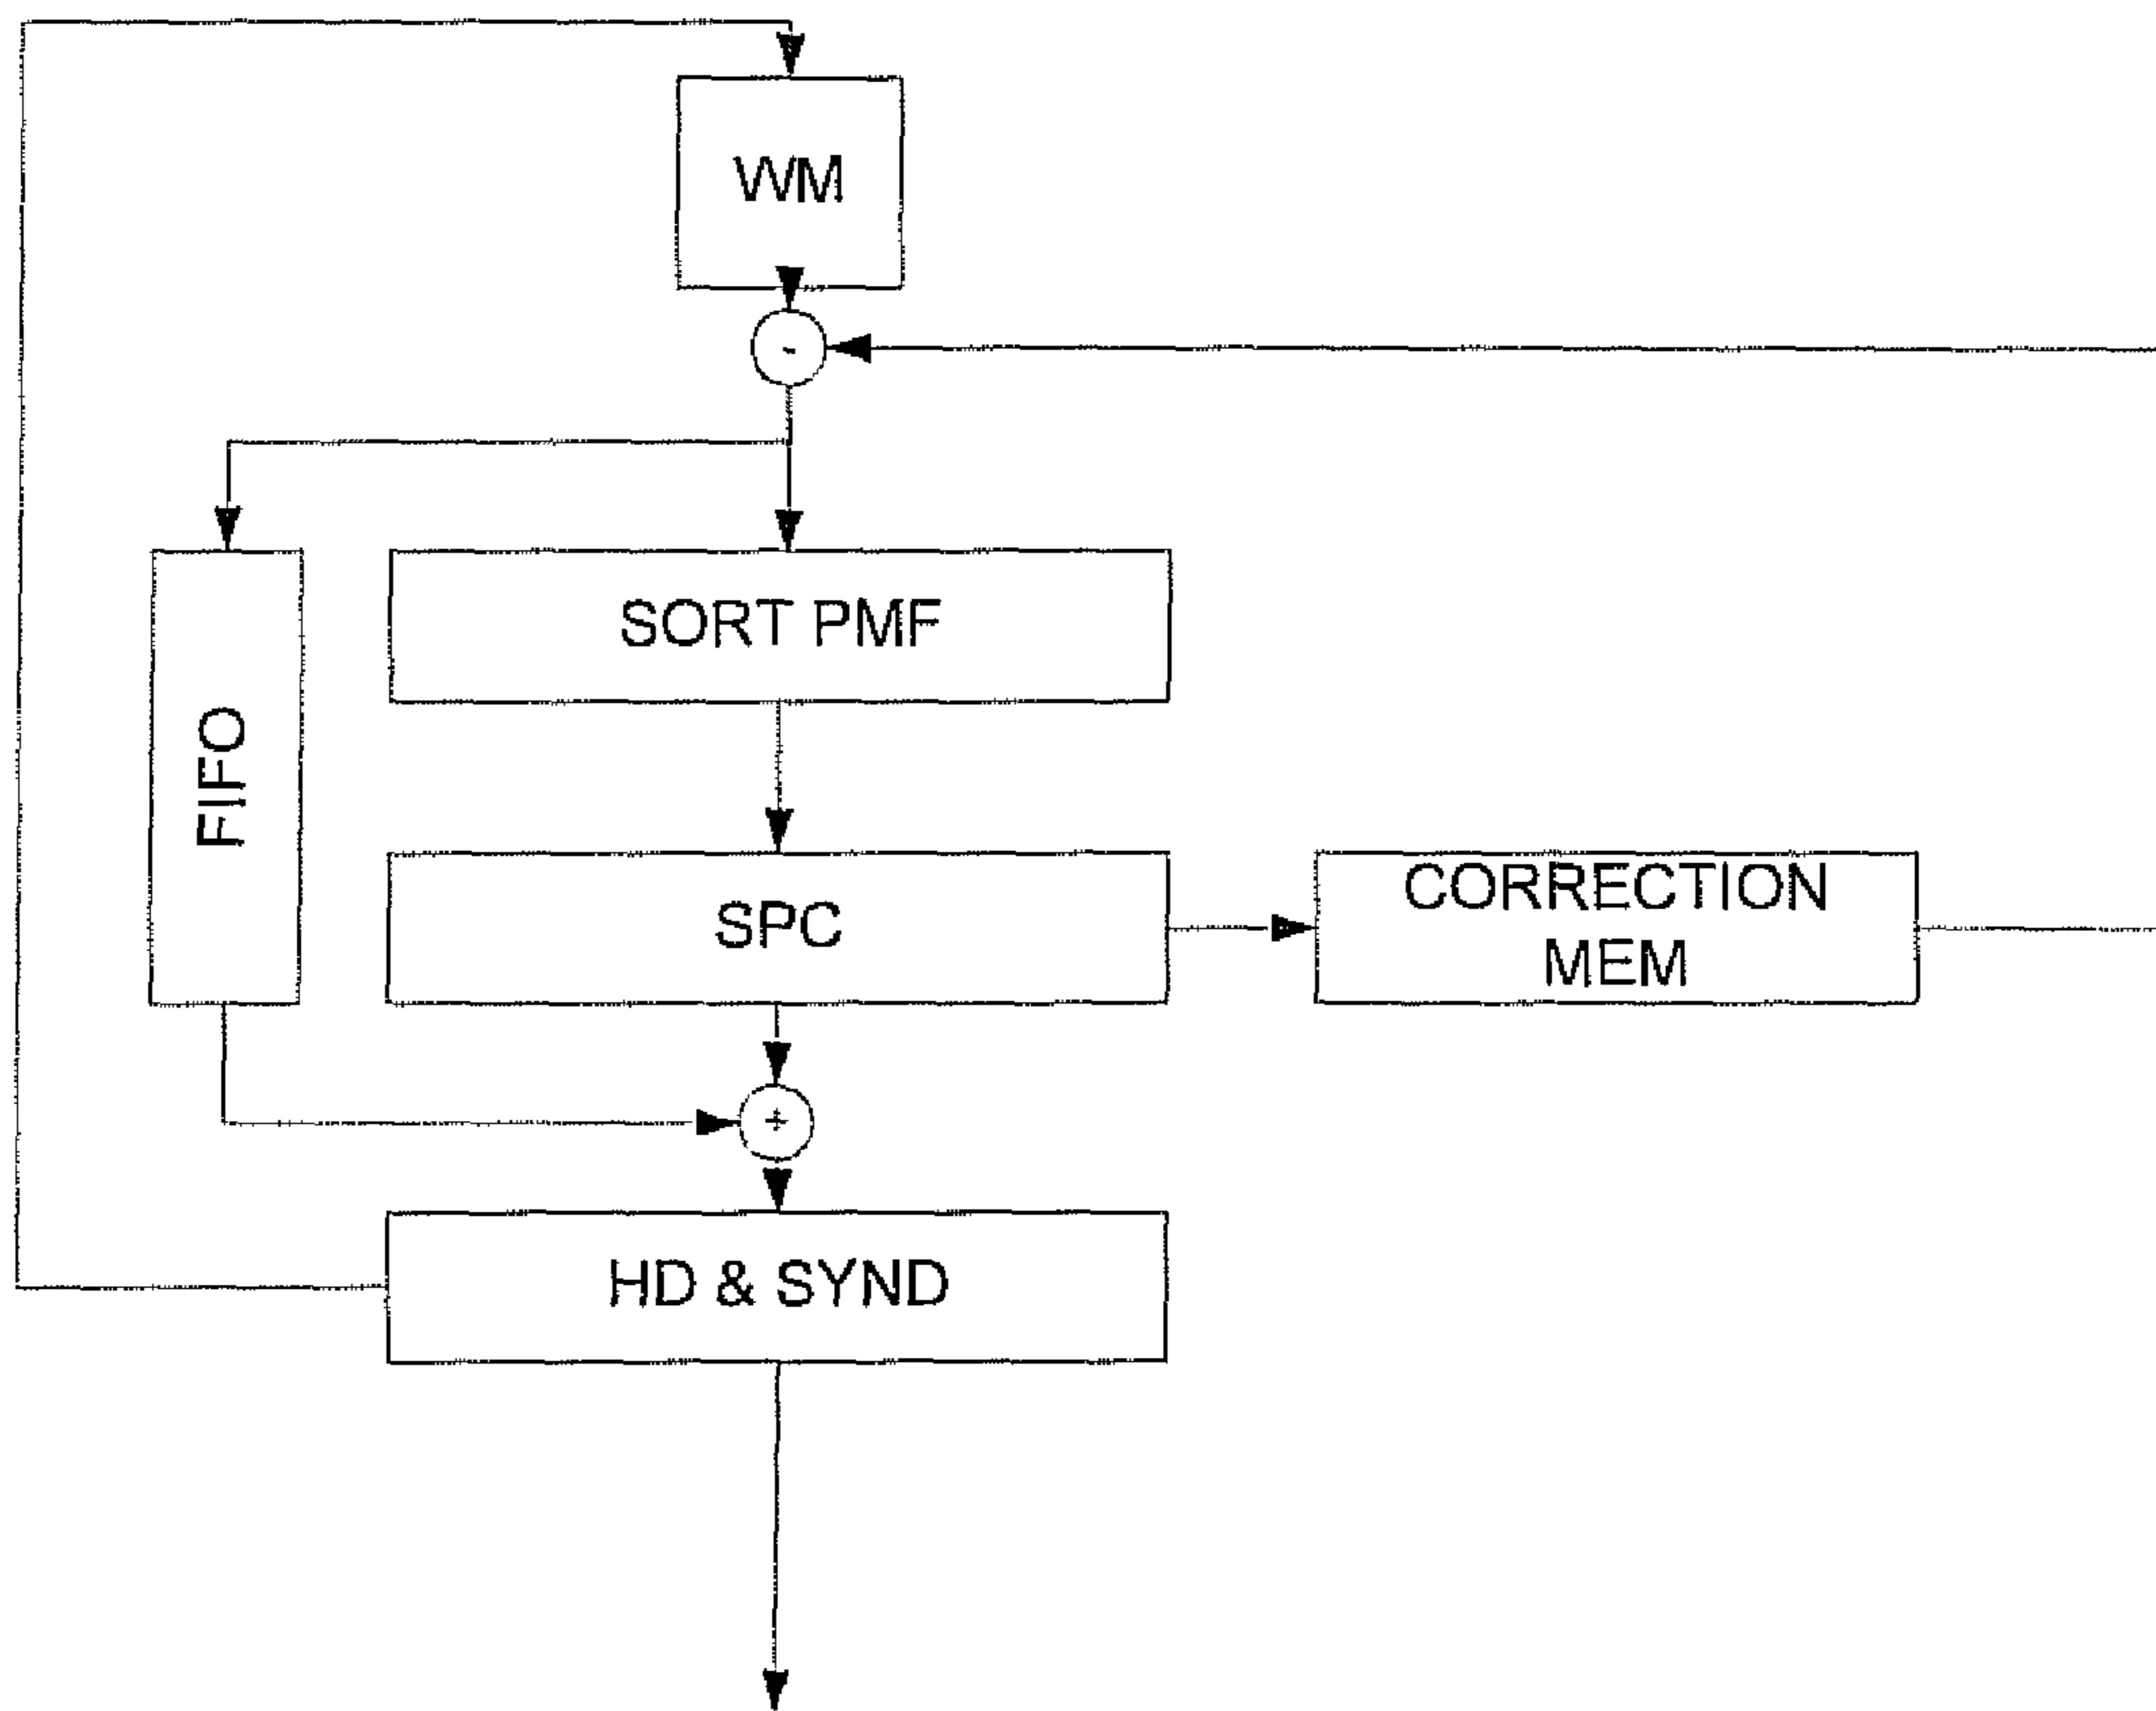 WM
-
SORT PMF
FIFO
SPC
CORRECTION
MEM
+
HD & SYND